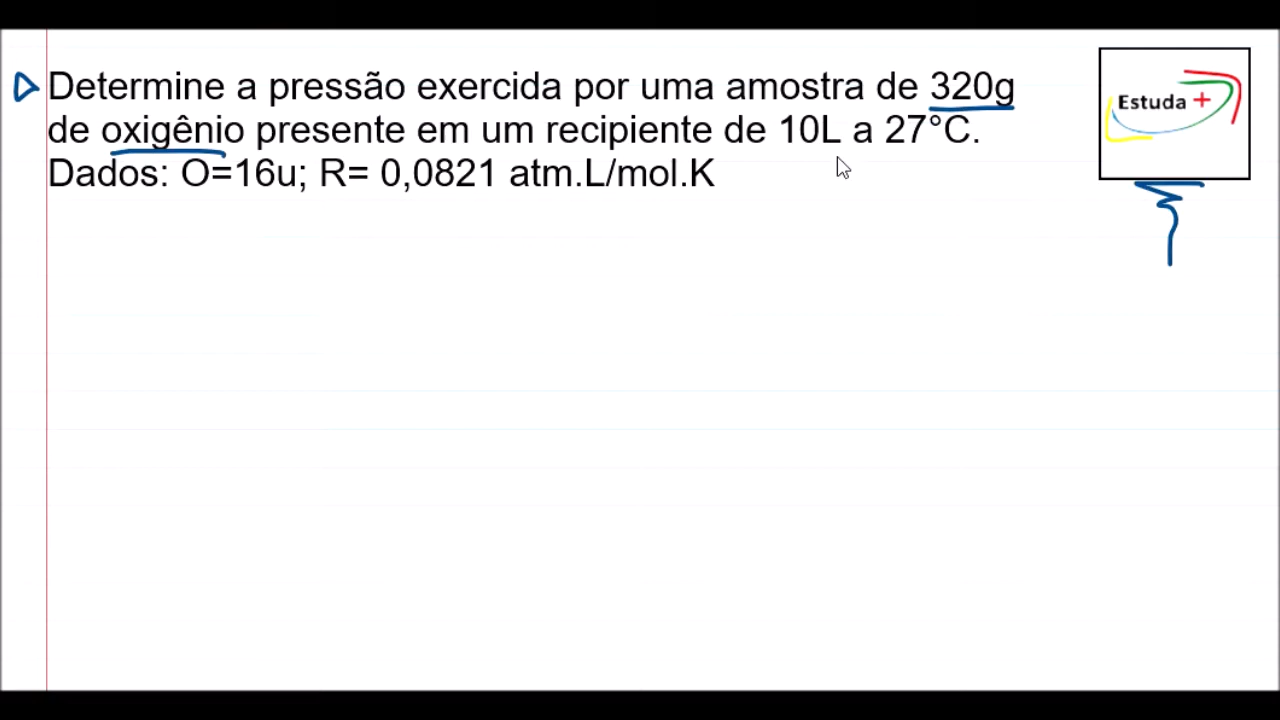 Determine a pressão exercida por uma amostra de 320g
de oxigênio presente em um recipiente de 10L a 27°C.
Dados: O=16u; R= 0,0821 atm.L/mol.K
Estuda +